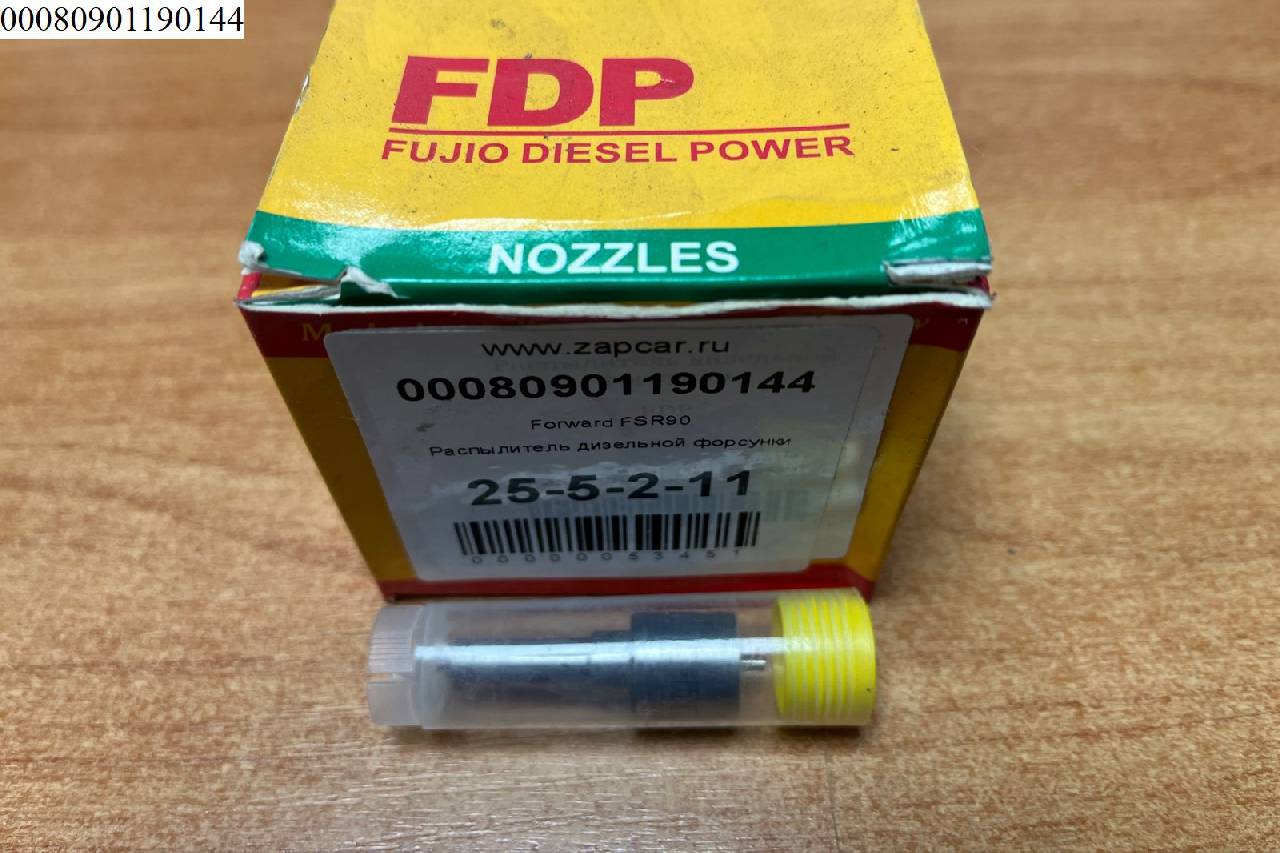 00080901190144
FDP
FUJIO DIESEL POWER
NOZZLES
www.zapcar.ru
00080901190144
Forward FSR90
Распылитель дизельной форсунки
25-5-2-11
00000053451